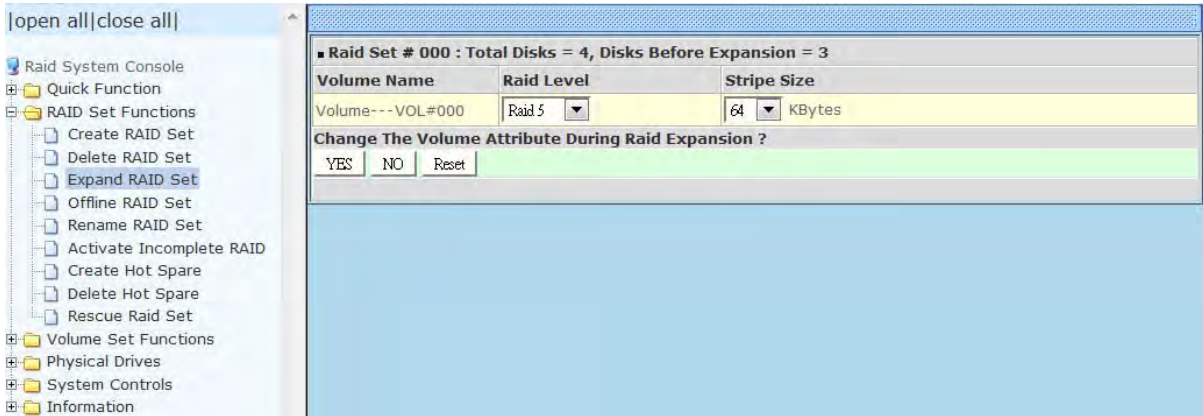 |open all|close all|
Raid System Console
Quick Function
RAID Set Functions
Create RAID Set
Delete RAID Set
Expand RAID Set
Offline RAID Set
Rename RAID Set
Activate Incomplete RAID
Create Hot Spare
Delete Hot Spare
Rescue Raid Set
Volume Set Functions
Physical Drives
System Controls
Information
Raid Set # 000 : Total Disks = 4, Disks Before Expansion = 3
Volume Name Raid Level Stripe Size
Volume---VOL#000 Raid 5 64 KBytes
Change The Volume Attribute During Raid Expansion ?
YES NO Reset